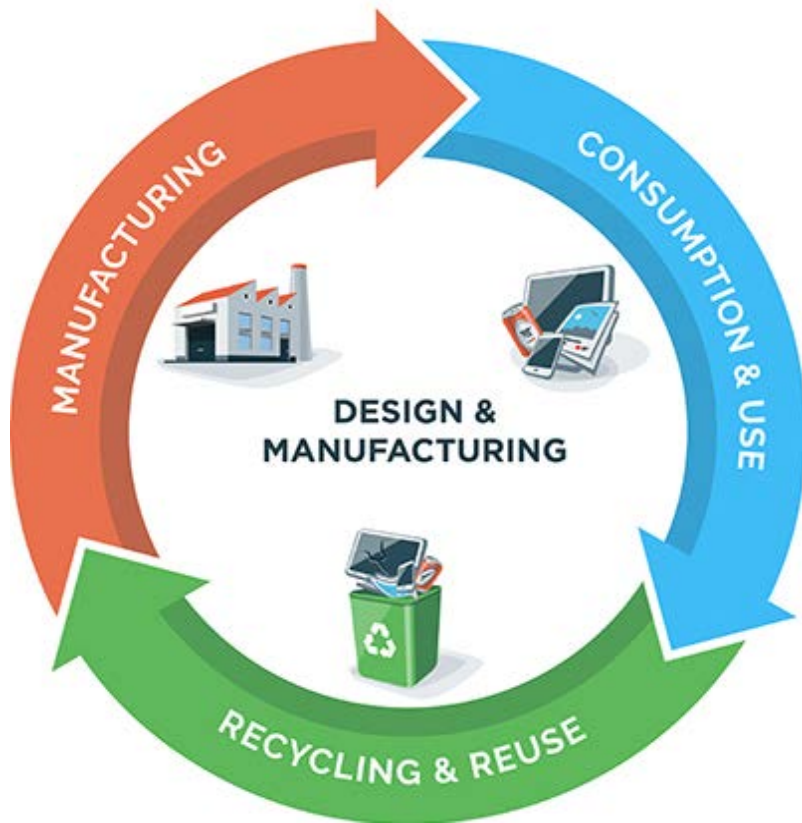 MANUFACTURING
CONSUMPTION & USE
DESIGN &
MANUFACTURING
RECYCLING & REUSE